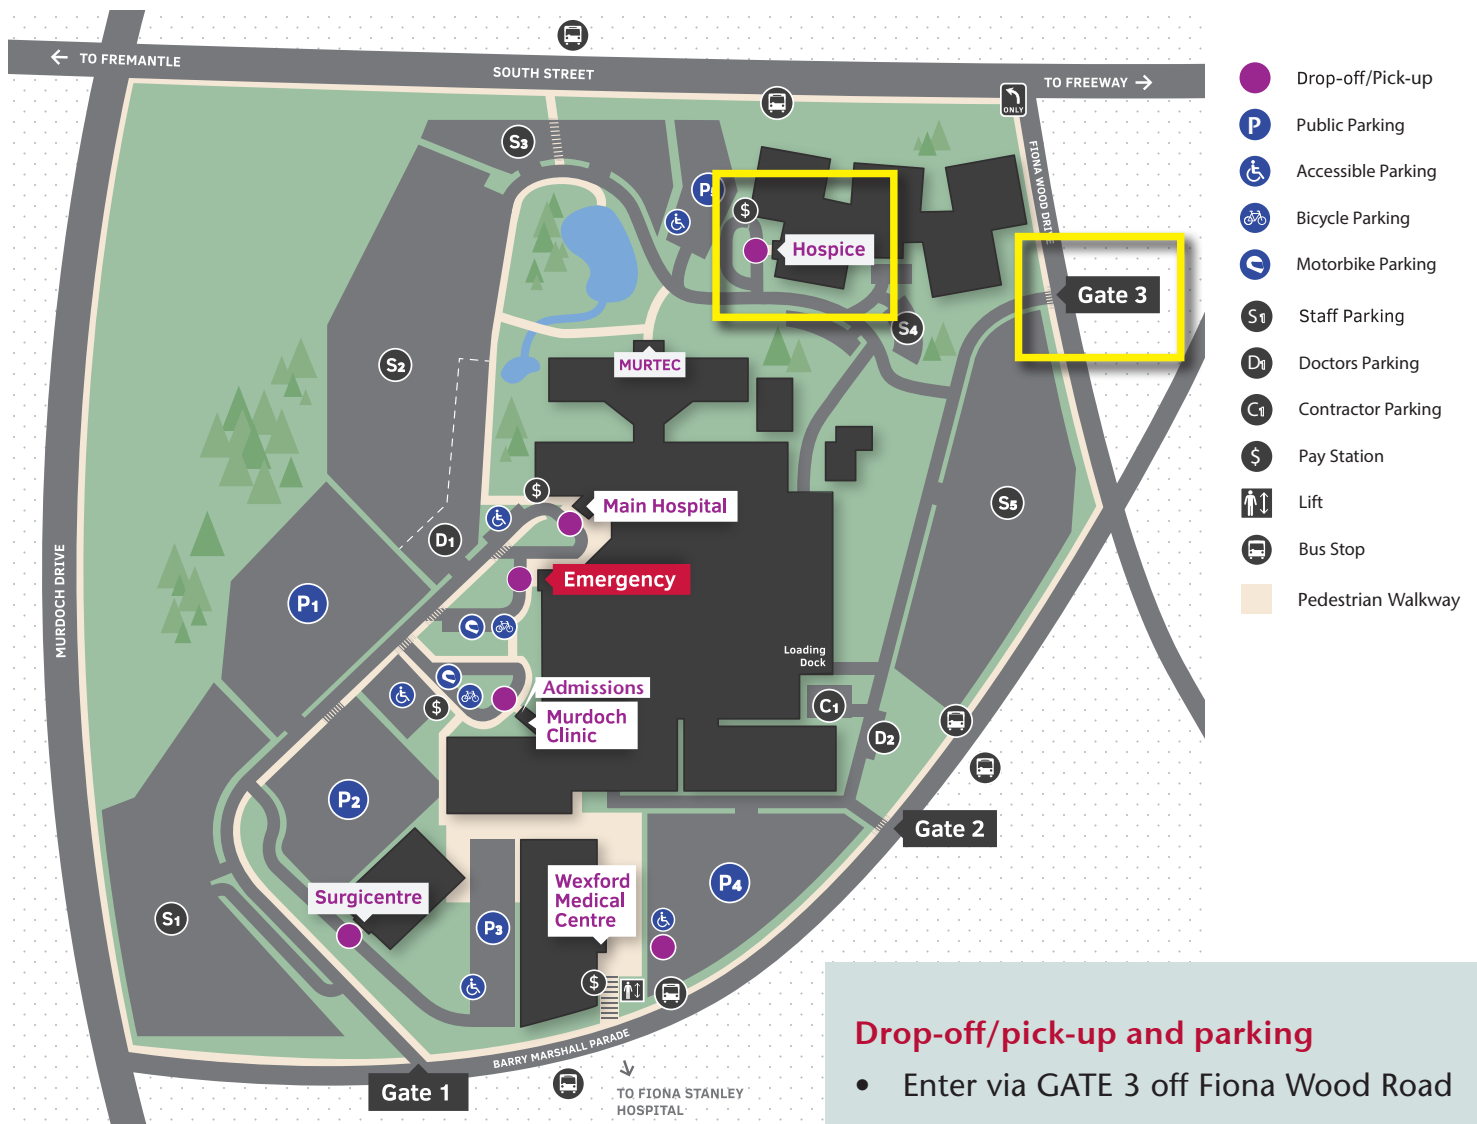 ← TO FREMANTLE
SOUTH STREET
TO FREEWAY →
ONLY
FIONA WOOD DRIVE
MURDOCH DRIVE
S3
P5
$
Hospice
Gate 3
S4
S2
MURTEC
$
Main Hospital
S5
D1
Emergency
P1
Loading
Dock
Admissions
$
Murdoch
Clinic
C1
D2
P2
Gate 2
Surgicentre
Wexford
Medical
Centre
P4
S1
P3
$
BARRY MARSHALL PARADE
Gate 1
TO FIONA STANLEY
HOSPITAL
Drop-off/Pick-up
P Public Parking
Accessible Parking
Bicycle Parking
Motorbike Parking
S1 Staff Parking
D1 Doctors Parking
C1 Contractor Parking
$ Pay Station
Lift
Bus Stop
Pedestrian Walkway
Drop-off/pick-up and parking
• Enter via GATE 3 off Fiona Wood Road